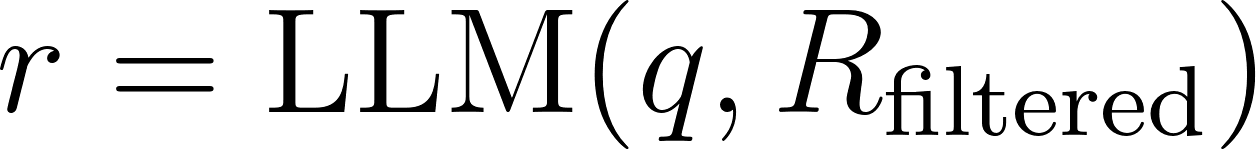 r = LLM(q, R_filtered)